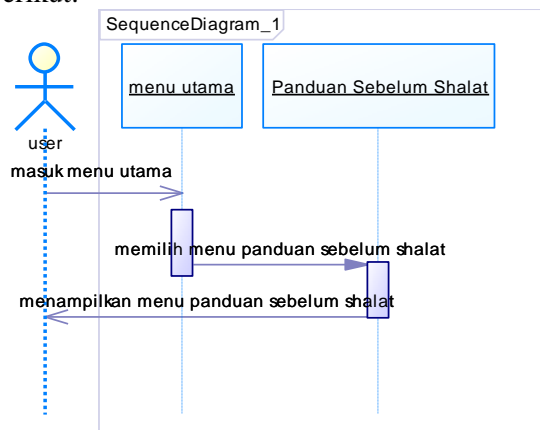 SequenceDiagram_1
menu utama
Panduan Sebelum Shalat
user
masuk menu utama
memilih menu panduan sebelum shalat
menampilkan menu panduan sebelum shalat